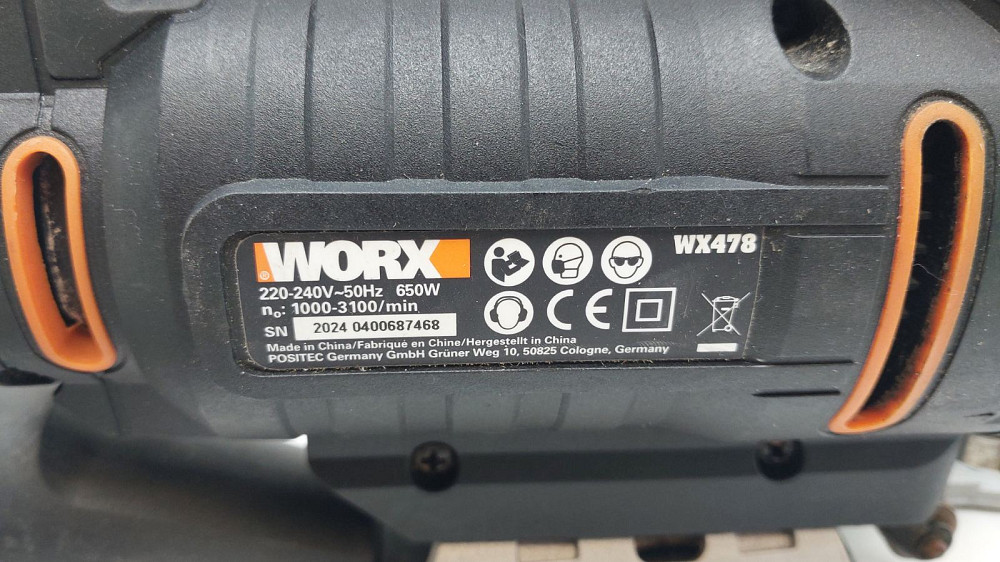 ® WORX WX478
220-240V~50Hz 650W
n₀: 1000-3100/min
SN 2024 0400687468
Made in China/Fabriqué en Chine/Hergestellt in China
POSITEC Germany GmbH Grüner Weg 10, 50825 Cologne, Germany
CE